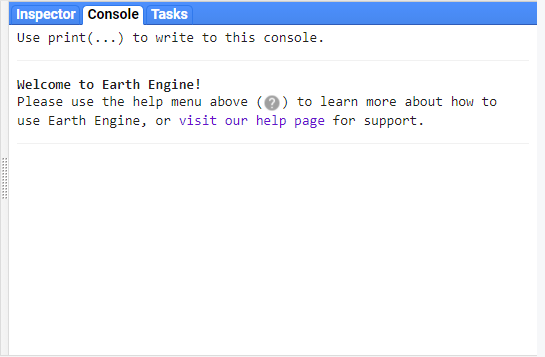 Inspector Console Tasks
Use print(...) to write to this console.
Welcome to Earth Engine!
Please use the help menu above (?) to learn more about how to
use Earth Engine, or visit our help page for support.